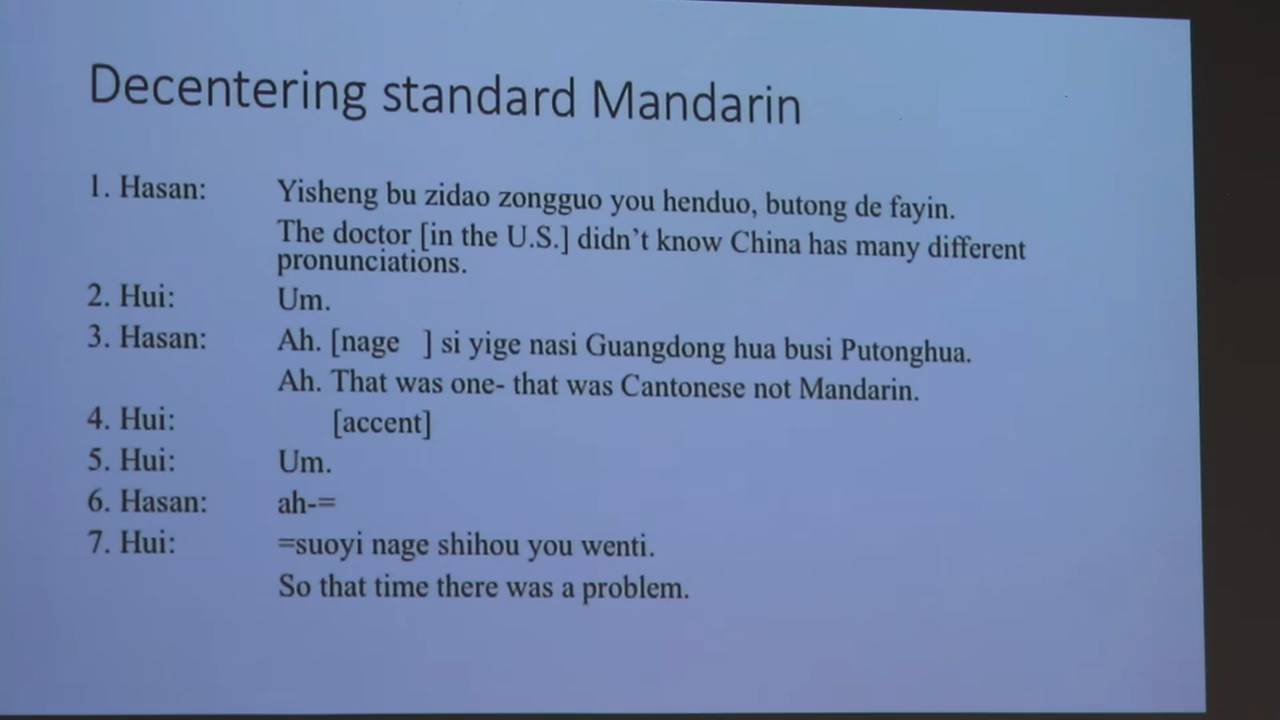 Decentering standard Mandarin
1. Hasan: Yisheng bu zidao zongguo you henduo, butong de fayin.
The doctor [in the U.S.] didn't know China has many different
pronunciations.
2. Hui: Um.
3. Hasan: Ah. [nage ] si yige nasi Guangdong hua busi Putonghua.
Ah. That was one- that was Cantonese not Mandarin.
4. Hui: [accent]
5. Hui: Um.
6. Hasan: ah-=
7. Hui: =suoyi nage shihou you wenti.
So that time there was a problem.